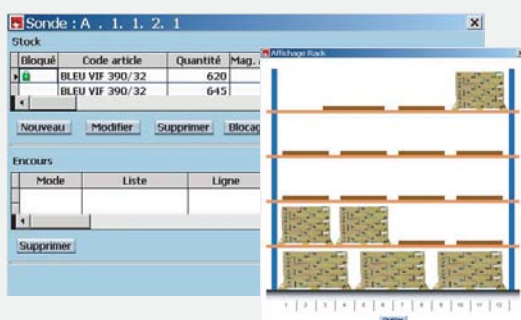 Sonde : A . 1. 1. 2. 1
Stock
Bloqué Code article Quantité Mag.
BLEU VIF 390/32 620
BLEU VIF 390/32 645
Nouveau Modifier Supprimer Blocag
Encours
Mode Liste Ligne
Supprimer
Affichage Rack
1 2 3 4 5 6 7 8 9 10 11 12